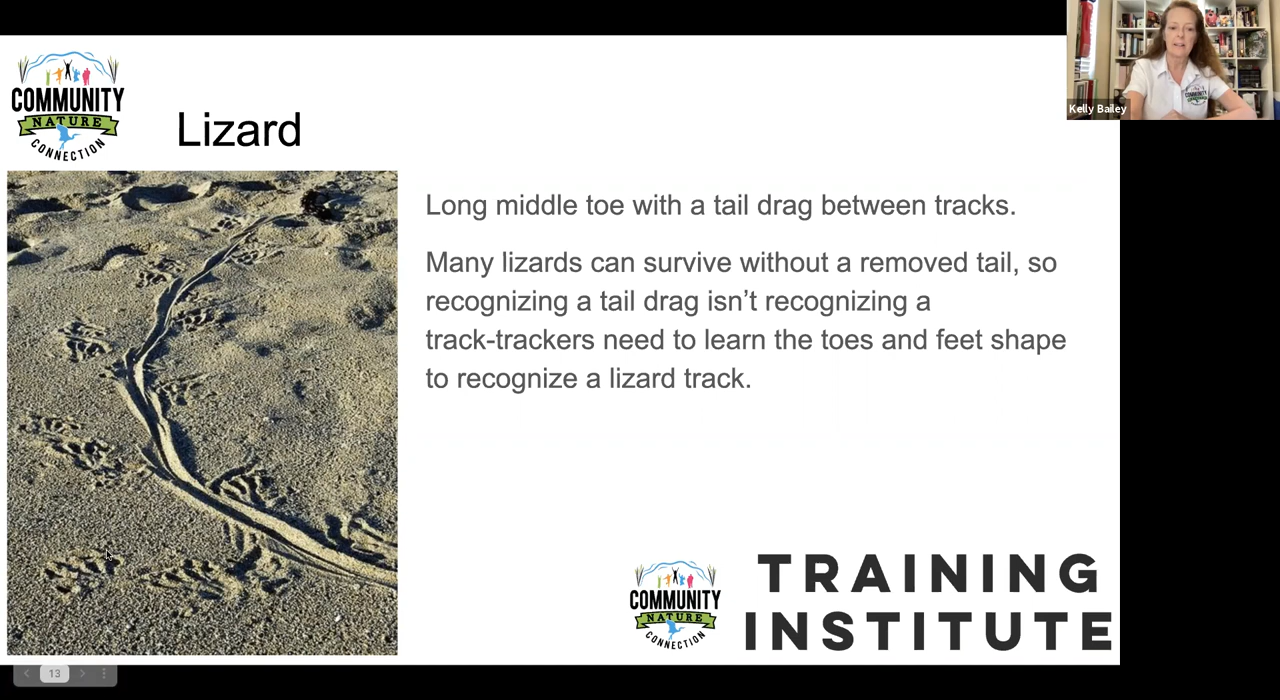 COMMUNITY
NATURE
CONNECTION
Lizard
Kelly Bailey
Long middle toe with a tail drag between tracks.
Many lizards can survive without a removed tail, so
recognizing a tail drag isn’t recognizing a
track-trackers need to learn the toes and feet shape
to recognize a lizard track.
COMMUNITY
NATURE
CONNECTION
TRAINING
INSTITUTE
13